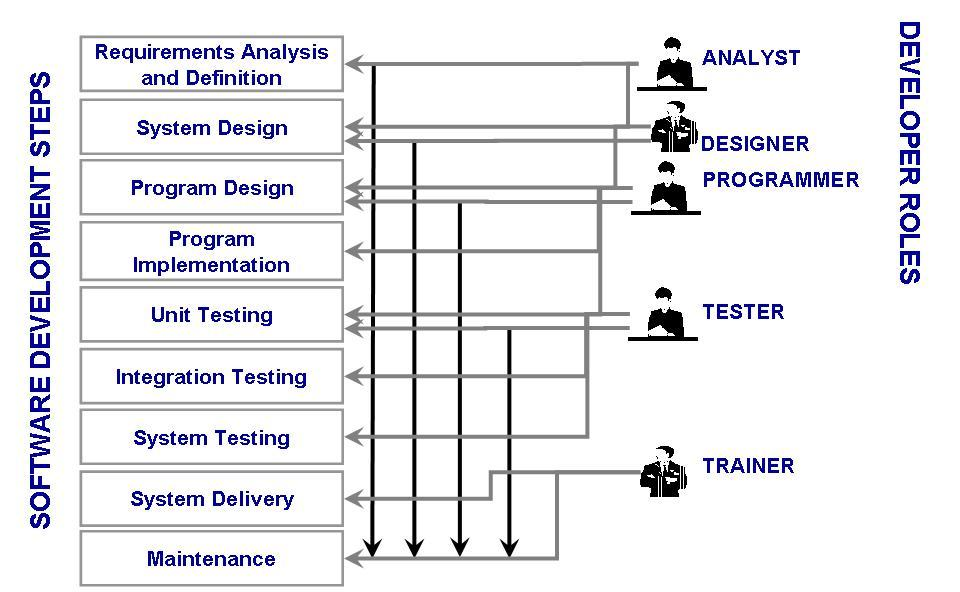 SOFTWARE DEVELOPMENT STEPS
Requirements Analysis
and Definition
System Design
Program Design
Program
Implementation
Unit Testing
Integration Testing
System Testing
System Delivery
Maintenance
ANALYST
DESIGNER
PROGRAMMER
TESTER
TRAINER
DEVELOPER ROLES